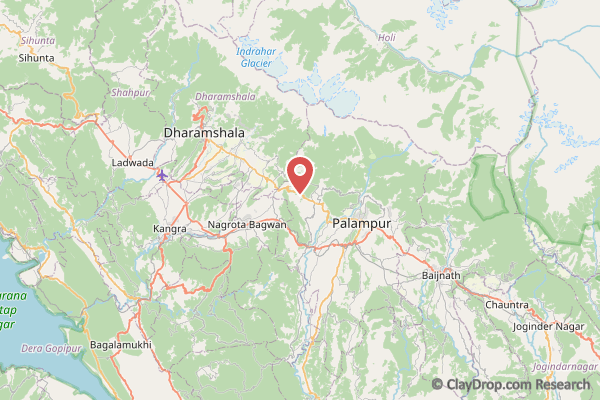 Sihunta
Sihunta
Holi
Indrahar
Glacier
Shahpur
Dharamshala
Dharamshala
Ladwada
Nagrota Bagwan
Palampur
Kangra
Baijnath
arana
tap
gar
Chauntra
Joginder Nagar
Dera Gopipur
Bagalamukhi
Jogindarnagar
© ClayDrop.com Research